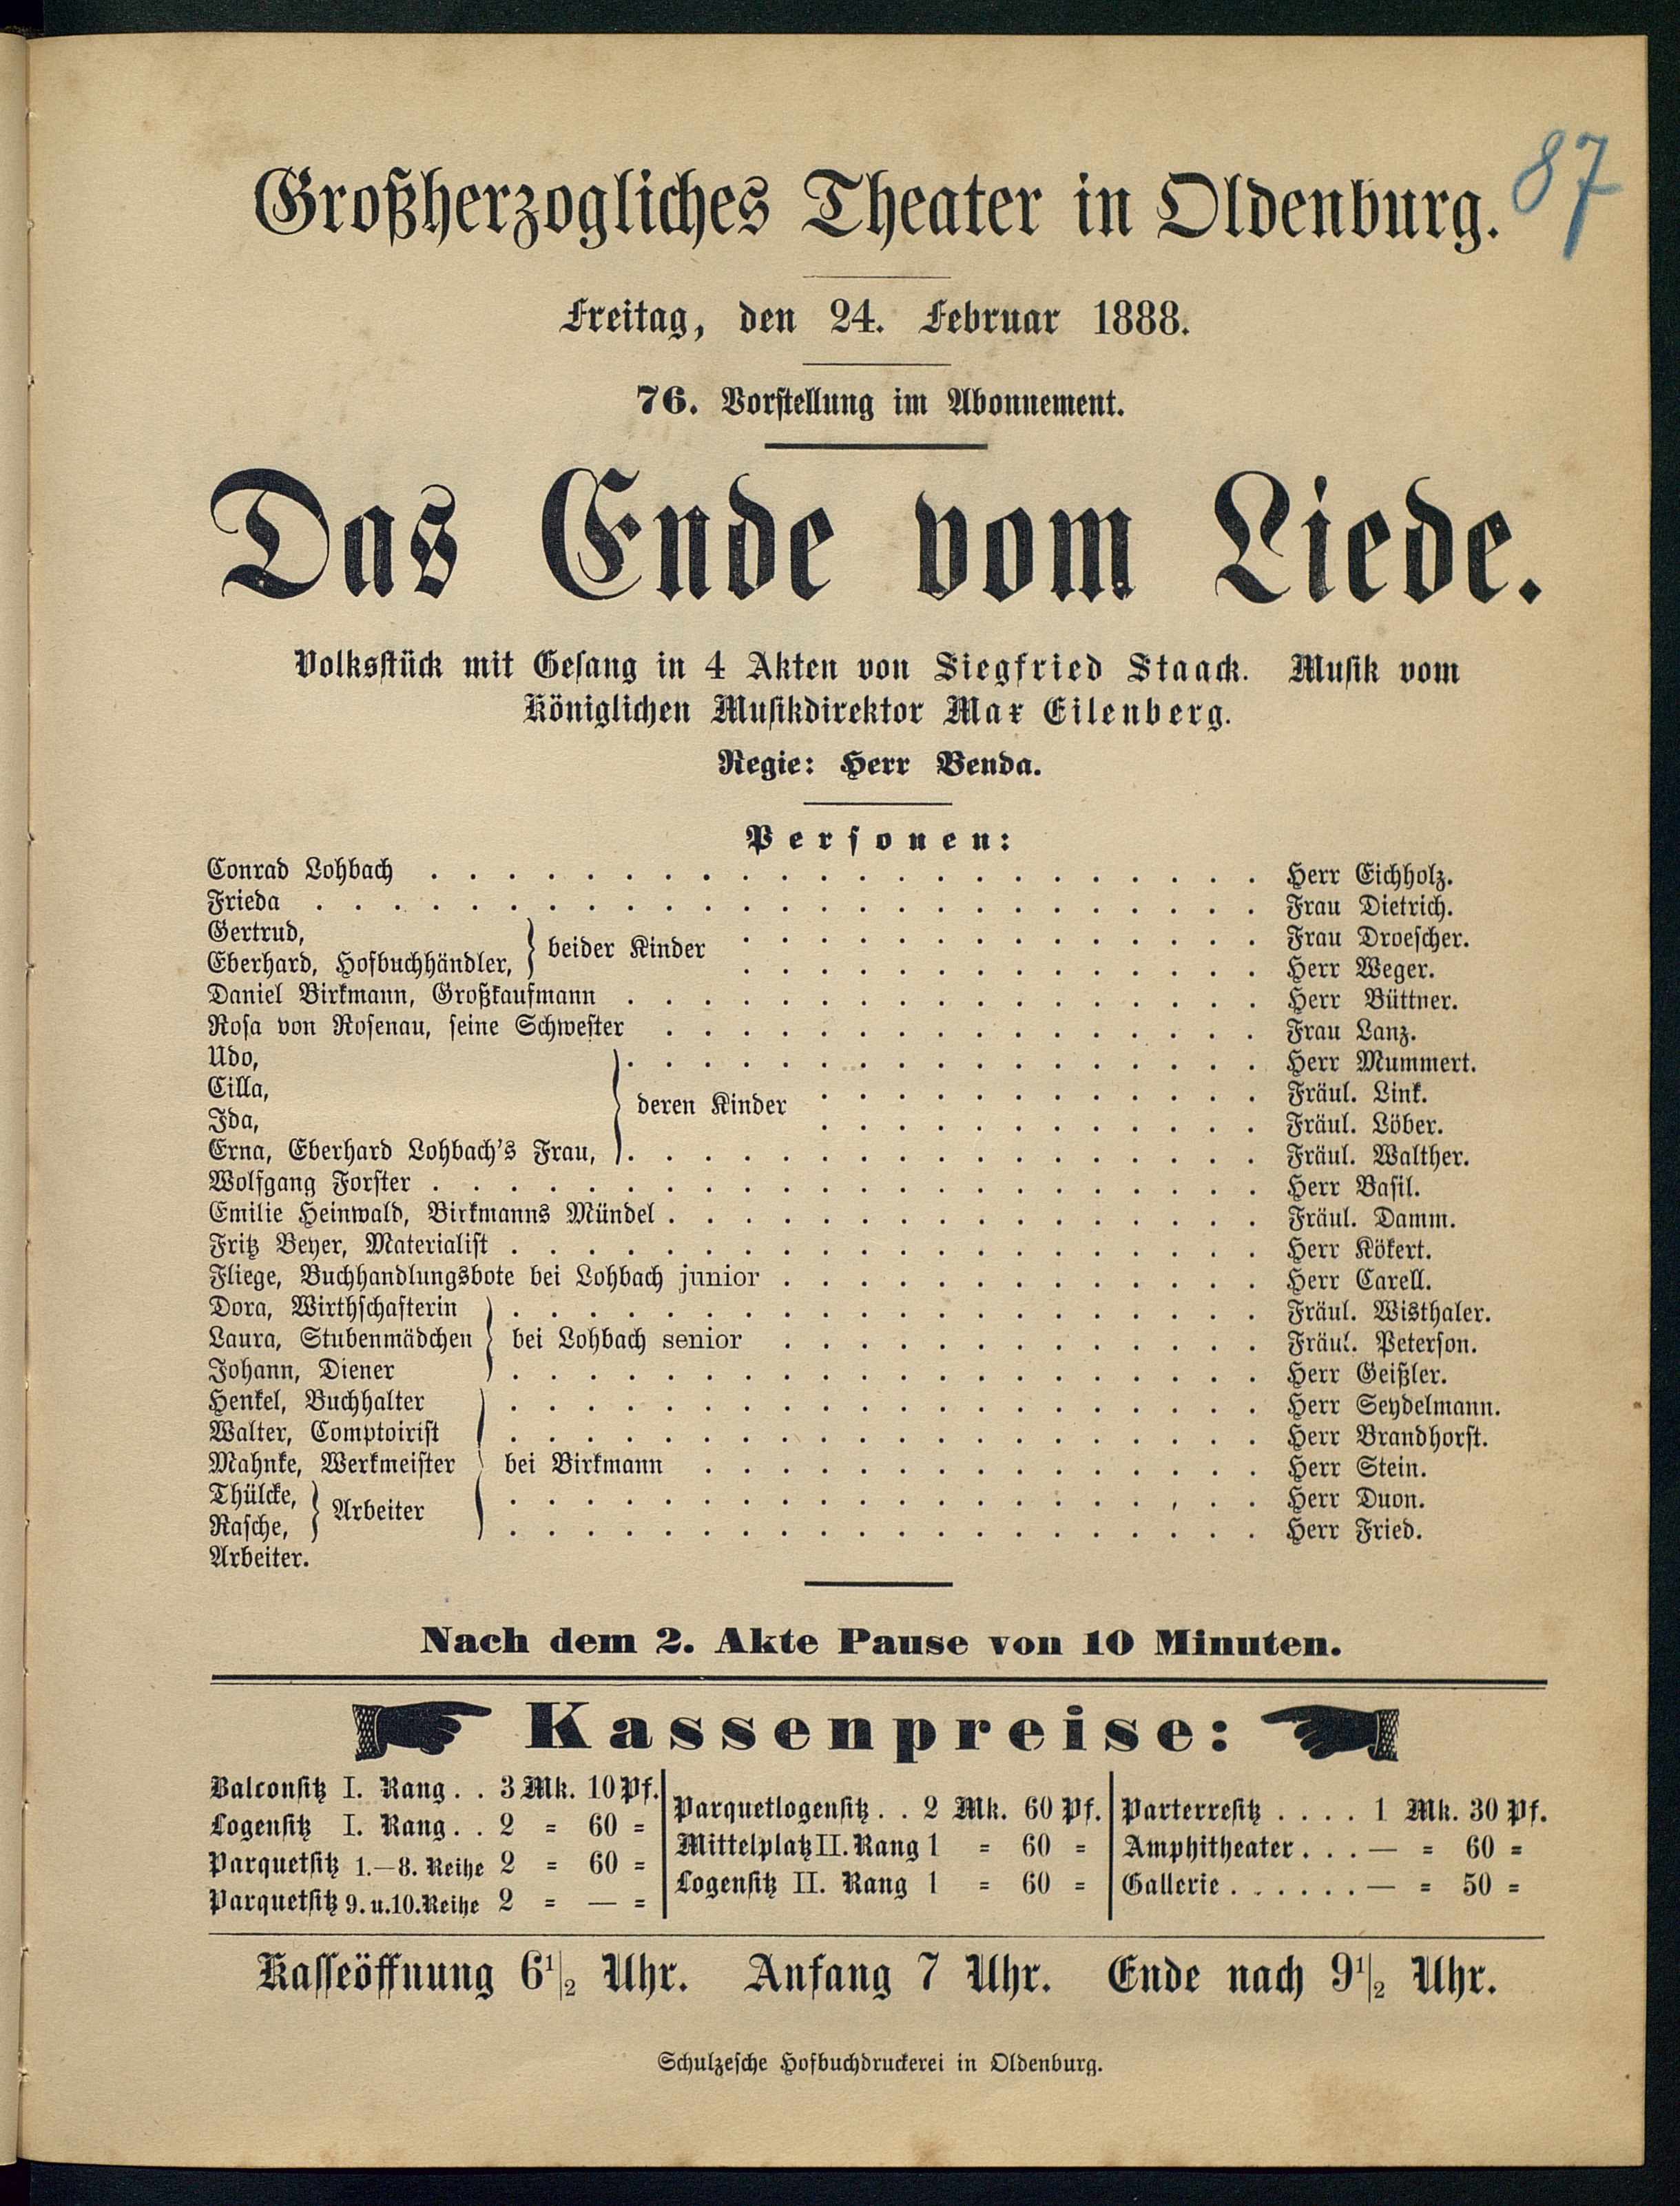 87
Großherzogliches Theater in Oldenburg.
Freitag, den 24. Februar 1888.
76. Vorstellung im Abonnement.
Das Ende vom Liede.
Volksstück mit Gesang in 4 Akten von Siegfried Staack. Musik vom
Königlichen Musikdirektor Max Eilenberg.
Regie: Herr Benda.
Personen:
Conrad Lohbach . . . . . Herr Eichholz.
Frieda . . . . . Frau Dietrich.
Gertrud, } beider Kinder . . . . . Frau Droescher.
Eberhard, Hofbuchhändler, } . . . . . Herr Weger.
Daniel Birkmann, Großkaufmann . . . . . Herr Büttner.
Rosa von Rosenau, seine Schwester . . . . . Frau Lanz.
Udo, . . . . . Herr Mummert.
Cilla, } deren Kinder . . . . . Fräul. Link.
Ida, . . . . . Fräul. Löber.
Erna, Eberhard Lohbach's Frau, . . . . . Fräul. Walther.
Wolfgang Forster . . . . . Herr Basil.
Emilie Heinwald, Birkmanns Mündel . . . . . Fräul. Damm.
Fritz Beyer, Materialist . . . . . Herr Kökert.
Fliege, Buchhandlungsbote bei Lohbach junior . . . . . Herr Carell.
Dora, Wirthschafterin . . . . . Fräul. Wisthaler.
Laura, Stubenmädchen } bei Lohbach senior . . . . . Fräul. Peterson.
Johann, Diener . . . . . Herr Geißler.
Henkel, Buchhalter . . . . . Herr Seydelmann.
Walter, Comptoirist . . . . . Herr Brandhorst.
Mahnke, Werkmeister } bei Birkmann . . . . . Herr Stein.
Thülcke, } Arbeiter . . . . . Herr Duon.
Rasche, } . . . . . Herr Fried.
Arbeiter.
Nach dem 2. Akte Pause von 10 Minuten.
Kassenpreise:
Balconsitz I. Rang . . 3 Mk. 10 Pf.
Logensitz I. Rang . . 2 = 60 =
Parquetsitz 1.—8. Reihe 2 = 60 =
Parquetsitz 9. u. 10. Reihe 2 = — =
Parquetlogensitz . . 2 Mk. 60 Pf.
Mittelplatz II. Rang 1 = 60 =
Logensitz II. Rang 1 = 60 =
Parterresitz . . . . 1 Mk. 30 Pf.
Amphitheater . . . — = 60 =
Gallerie . . . . . . — = 50 =
Kasseöffnung 6½ Uhr. Anfang 7 Uhr. Ende nach 9½ Uhr.
Schulzesche Hofbuchdruckerei in Oldenburg.